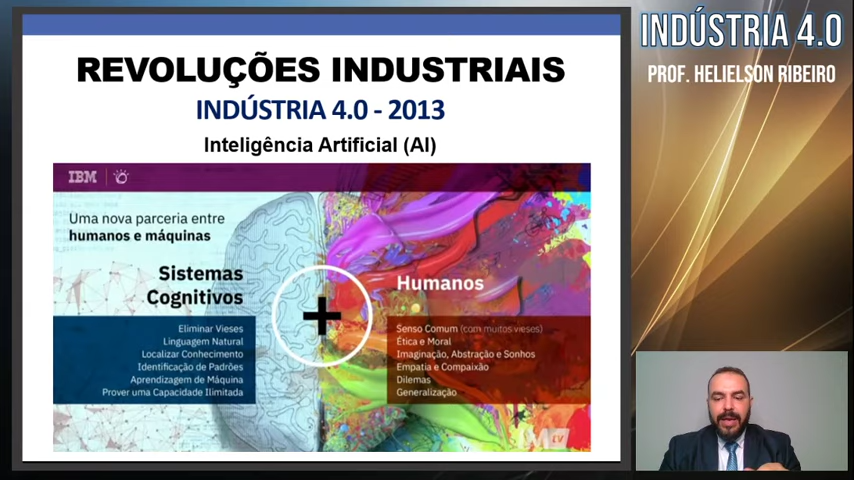 REVOLUÇÕES INDUSTRIAIS
INDÚSTRIA 4.0 - 2013
Inteligência Artificial (AI)
IBM
Uma nova parceria entre
humanos e máquinas
Sistemas
Cognitivos
Eliminar Vieses
Linguagem Natural
Localizar Conhecimento
Identificação de Padrões
Aprendizagem de Máquina
Prover uma Capacidade Ilimitada
+
Humanos
Senso Comum (com muitos vieses)
Ética e Moral
Imaginação, Abstração e Sonhos
Empatia e Compaixão
Dilemas
Generalização
INDÚSTRIA 4.0
PROF. HELIELSON RIBEIRO